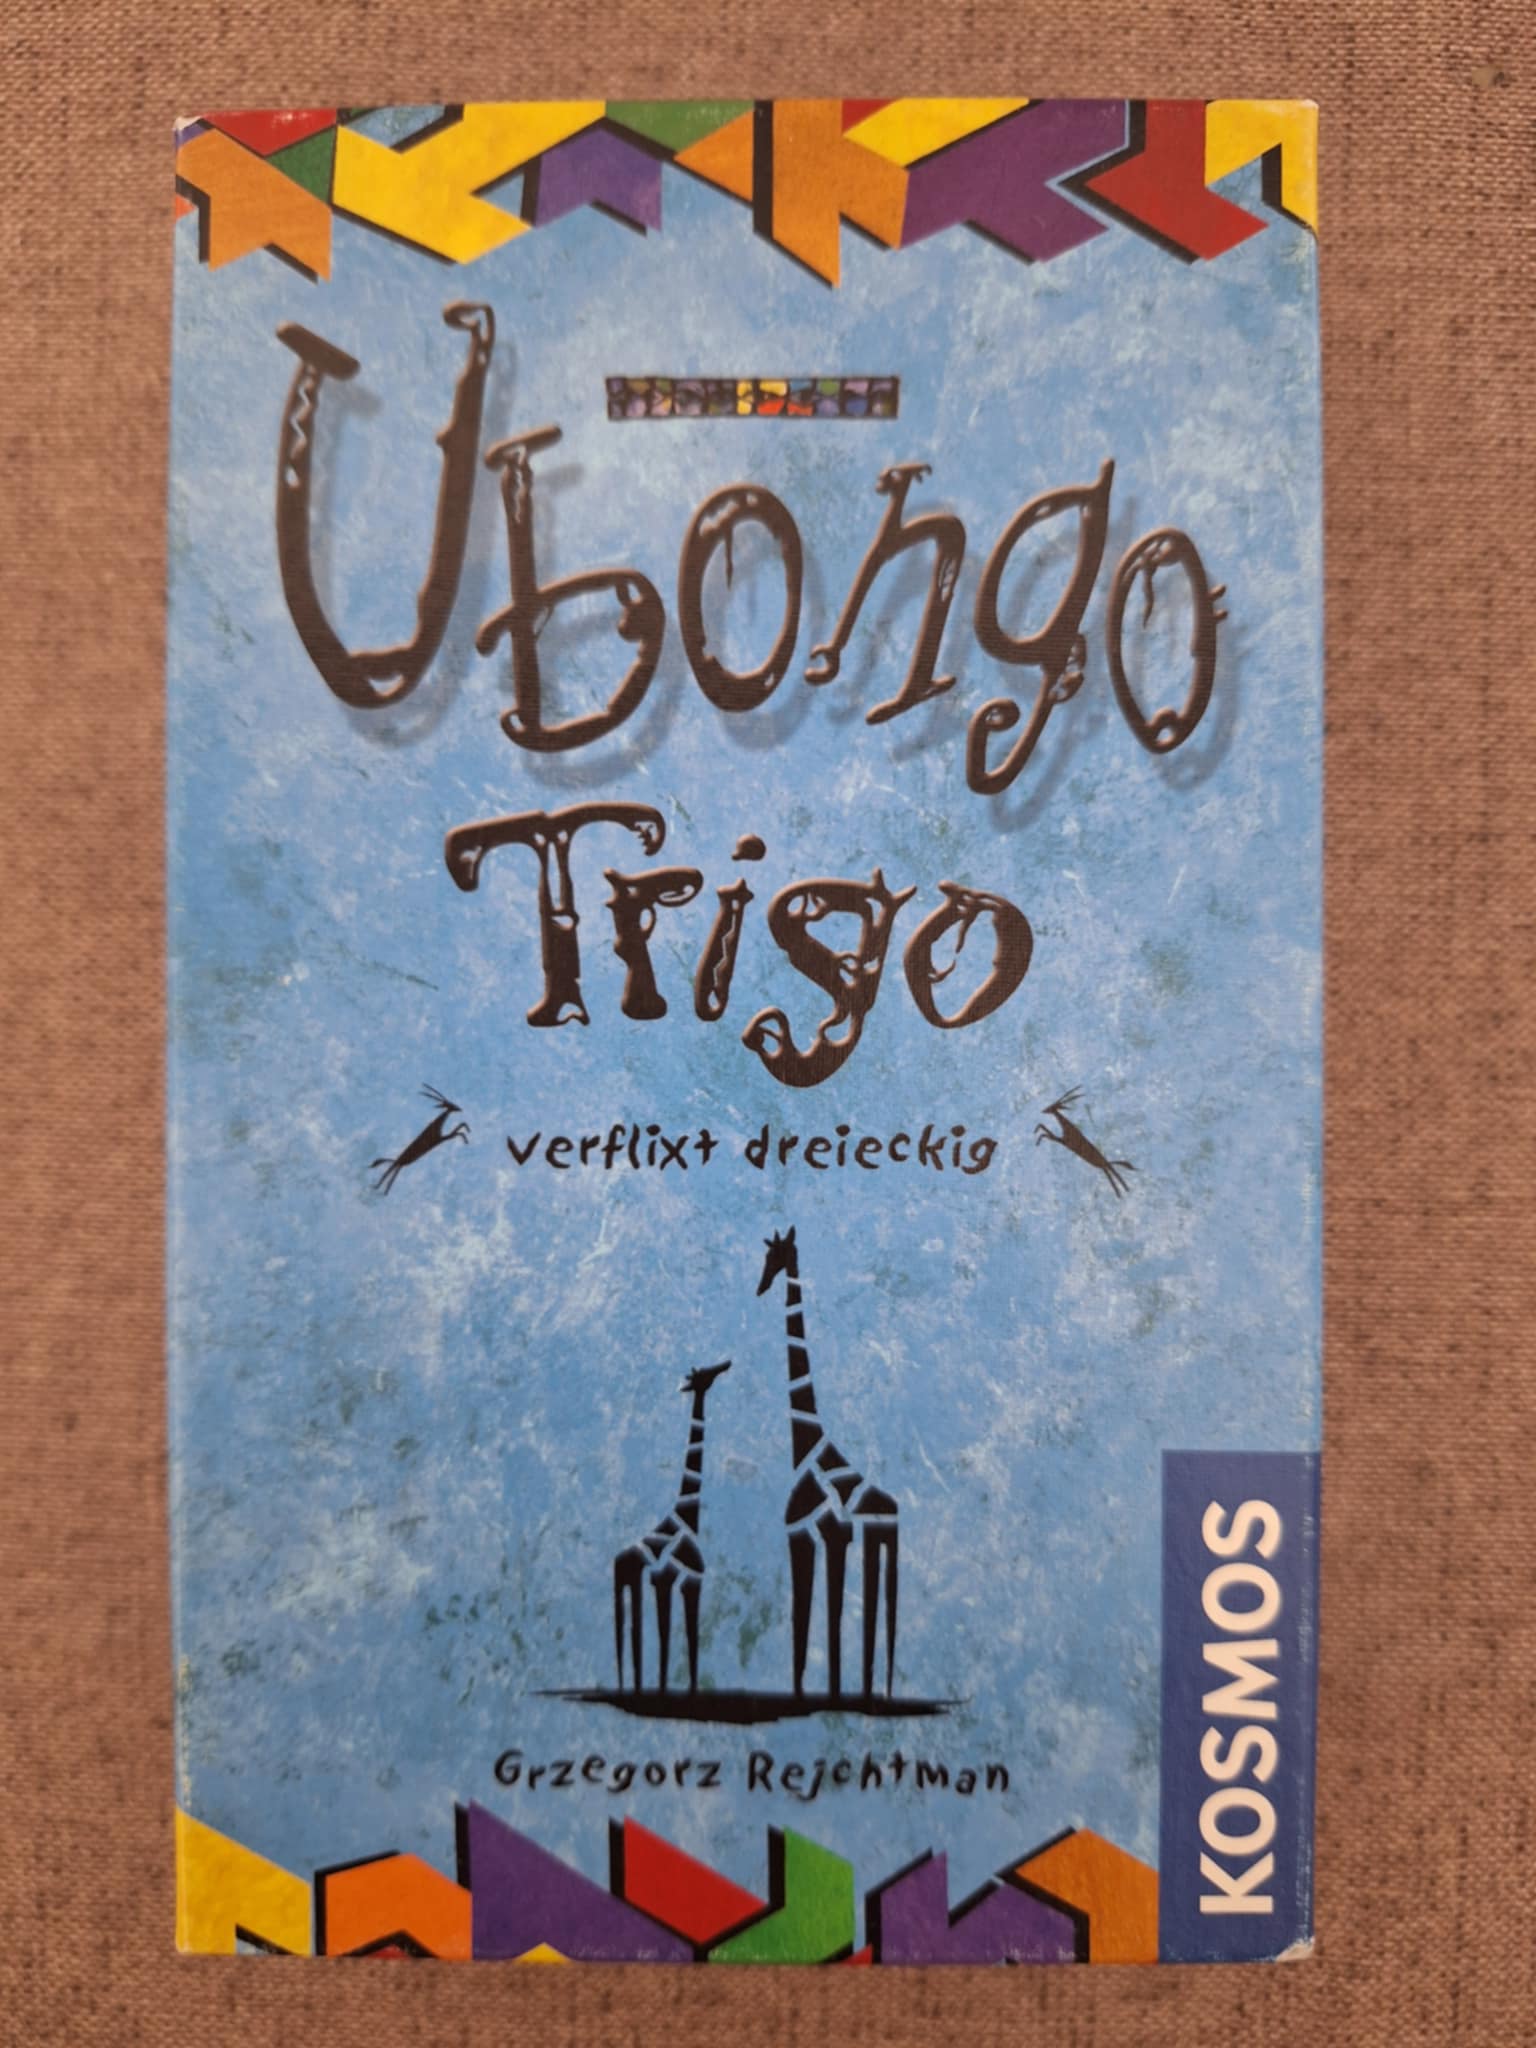 Ubongo
Trigo
verflixt dreieckig
Grzegorz Rejchtman
KOSMOS